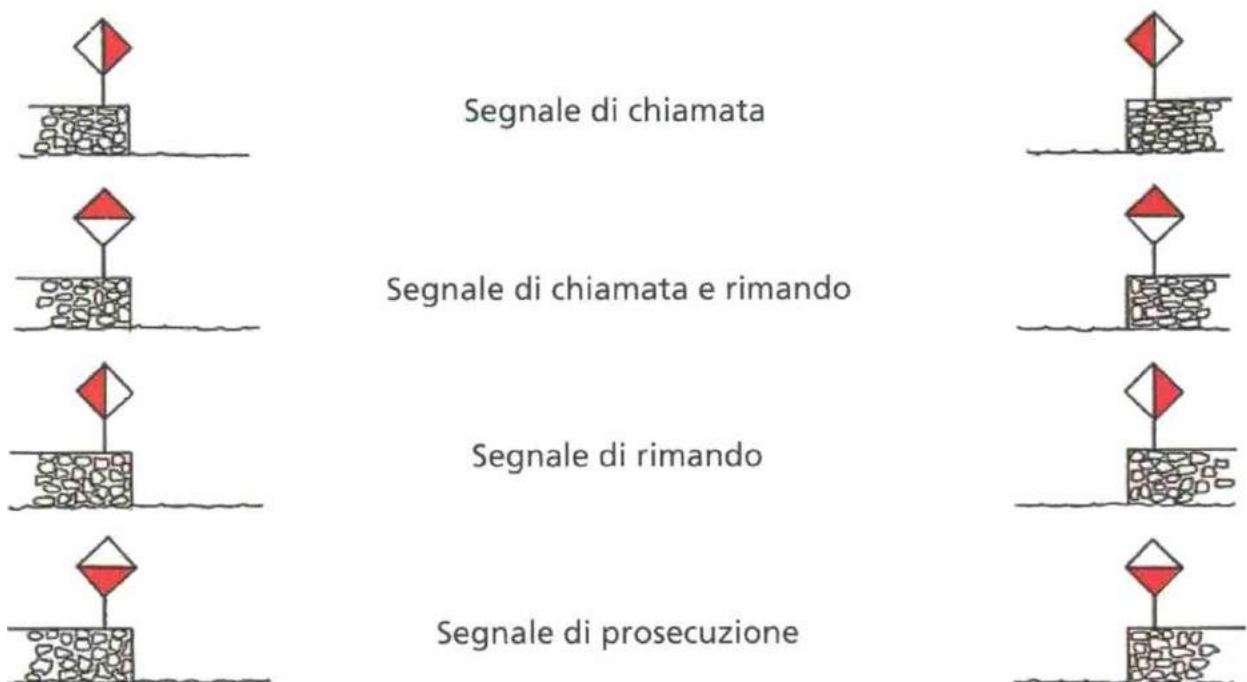 Segnale di chiamata
Segnale di chiamata e rimando
Segnale di rimando
Segnale di prosecuzione